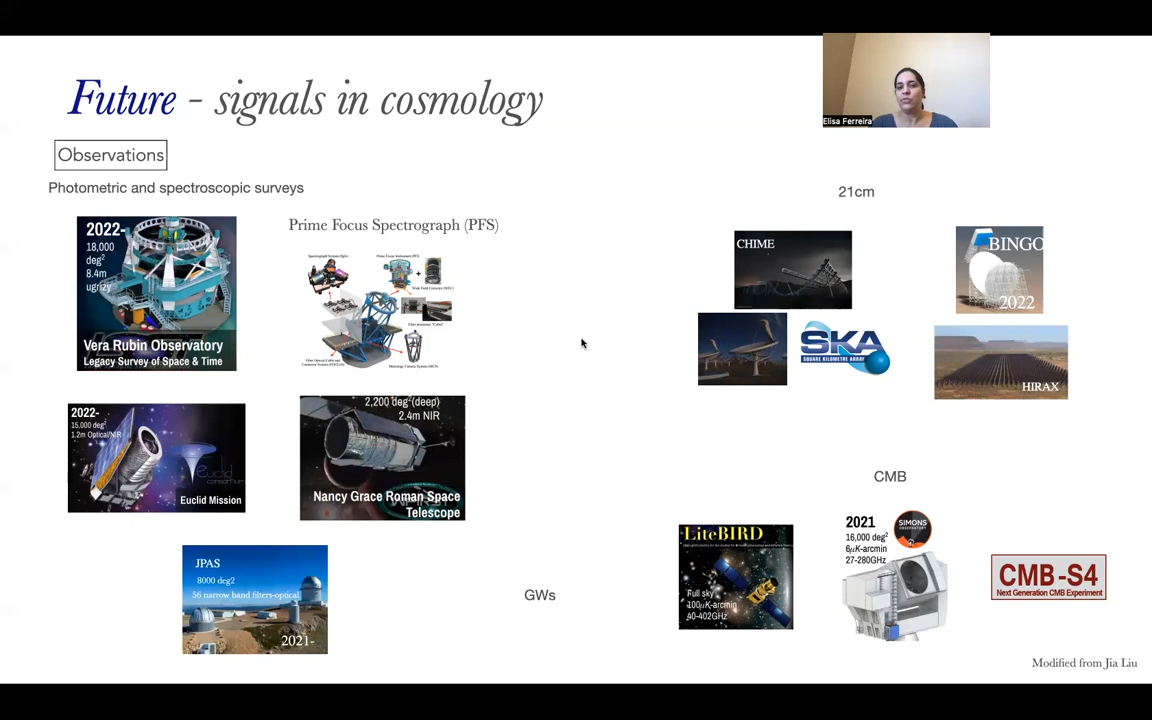 Future - signals in cosmology
Elisa Ferreira
Observations
Photometric and spectroscopic surveys
2022-
18,000
deg²
8.4m
ugrizy
Vera Rubin Observatory
Legacy Survey of Space & Time
Prime Focus Spectrograph (PFS)
2022-
15,000 deg²
1.2m Optical/NIR
euclid
consortium
Euclid Mission
2,200 deg²(deep)
2.4m NIR
Nancy Grace Roman Space
Telescope
JPAS
8000 deg2
56 narrow band filters-optical
2021-
GWs
21cm
CHIME
BINGO
2022
SKA
SQUARE KILOMETRE ARRAY
HIRAX
CMB
LiteBIRD
Full sky
100μK-arcmin
40-402GHz
2021
16,000 deg²
6μK-arcmin
27-280GHz
SIMONS
OBSERVATORY
CMB-S4
Next Generation CMB Experiment
Modified from Jia Liu